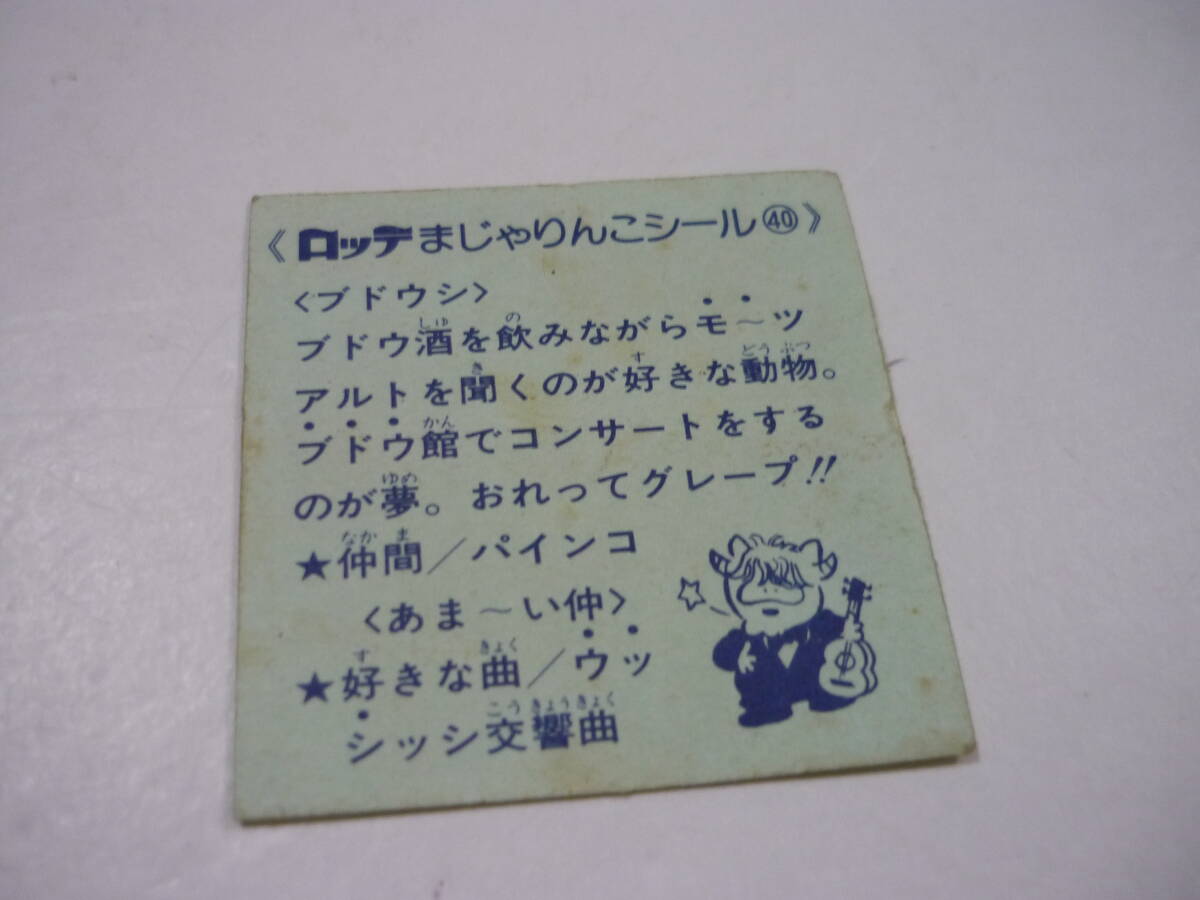 《ロッテまじゃりんこシール㊵》
〈ブドウシ〉
ブドウ酒を飲みながらモ〜ツ
アルトを聞くのが好きな動物。
ブドウ館でコンサートをする
のが夢。おれってグレープ!!
★仲間/パインコ
〈あま〜い仲〉
★好きな曲/ウッ
シッシ交響曲